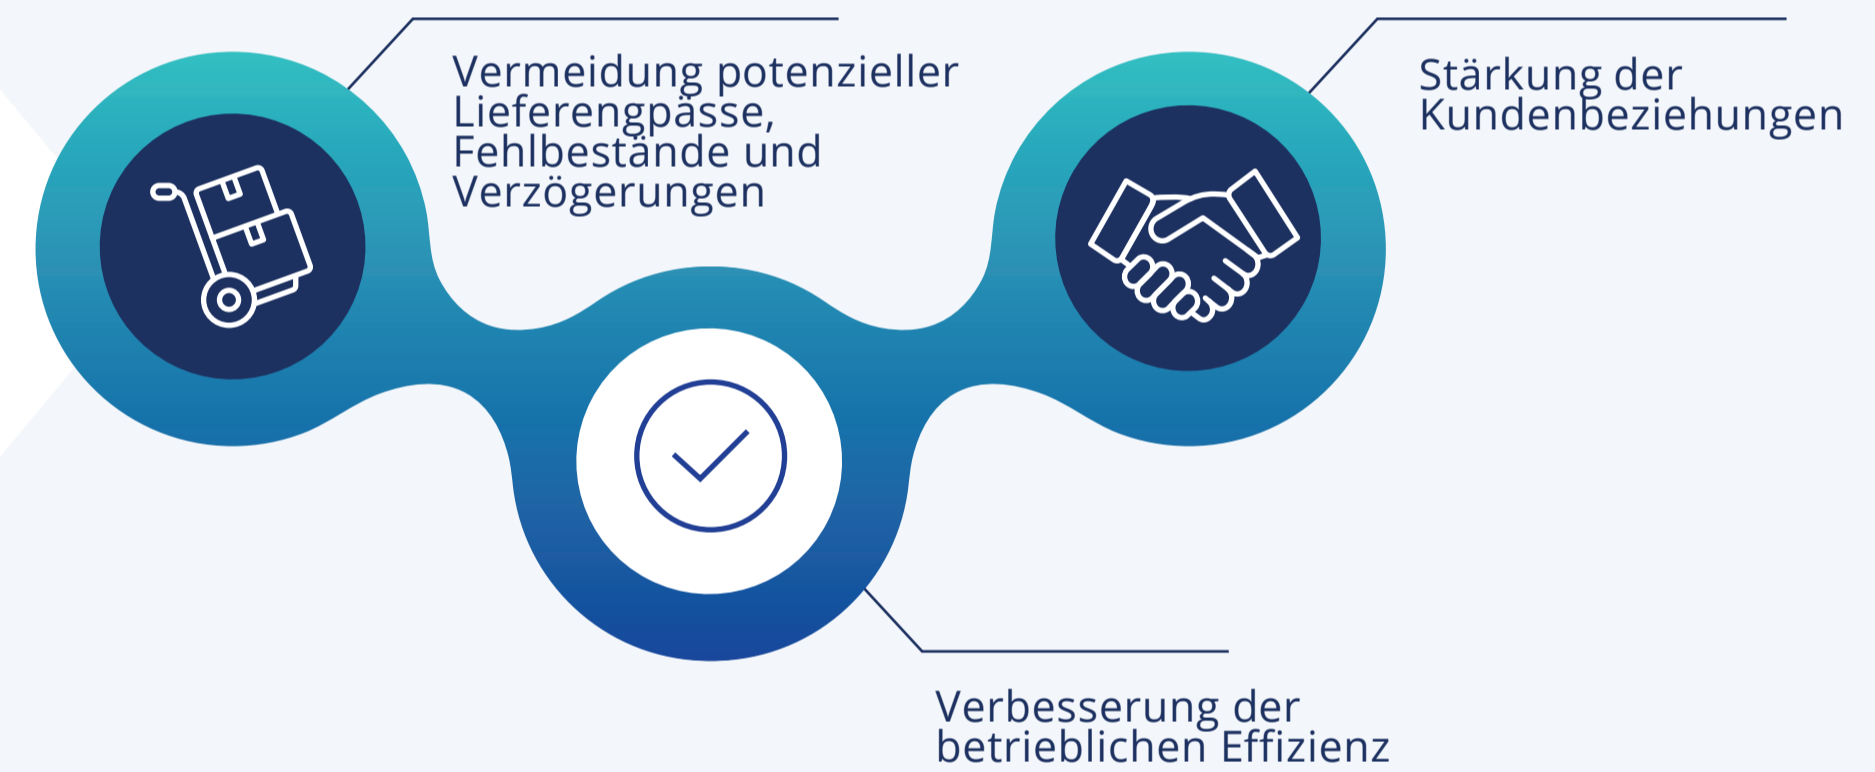 Vermeidung potenzieller
Lieferengpässe,
Fehlbestände und
Verzögerungen
Stärkung der
Kundenbeziehungen
Verbesserung der
betrieblichen Effizienz